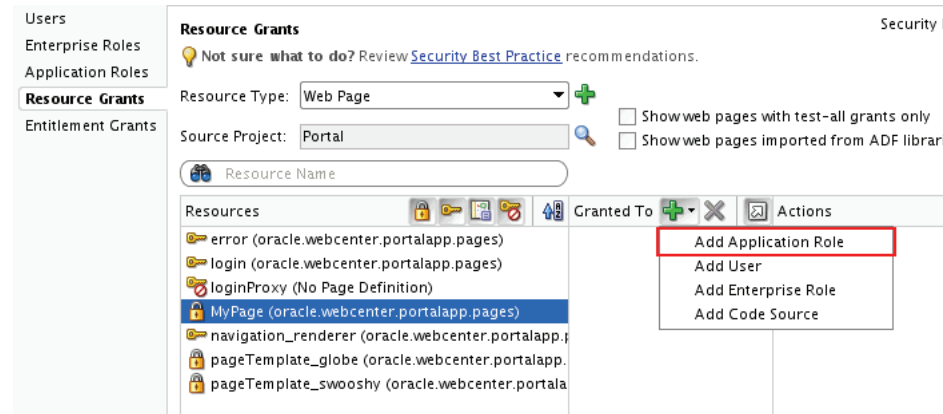 Users
Enterprise Roles
Application Roles
Resource Grants
Entitlement Grants
Resource Grants
Security
Not sure what to do? Review Security Best Practice recommendations.
Resource Type: Web Page
Show web pages with test-all grants only
Source Project: Portal
Show web pages imported from ADF librar
Resource Name
Resources
Granted To
Actions
error (oracle.webcenter.portalapp.pages)
login (oracle.webcenter.portalapp.pages)
loginProxy (No Page Definition)
MyPage (oracle.webcenter.portalapp.pages)
navigation_renderer (oracle.webcenter.portalapp.p
pageTemplate_globe (oracle.webcenter.portalapp.
pageTemplate_swooshy (oracle.webcenter.portala
Add Application Role
Add User
Add Enterprise Role
Add Code Source